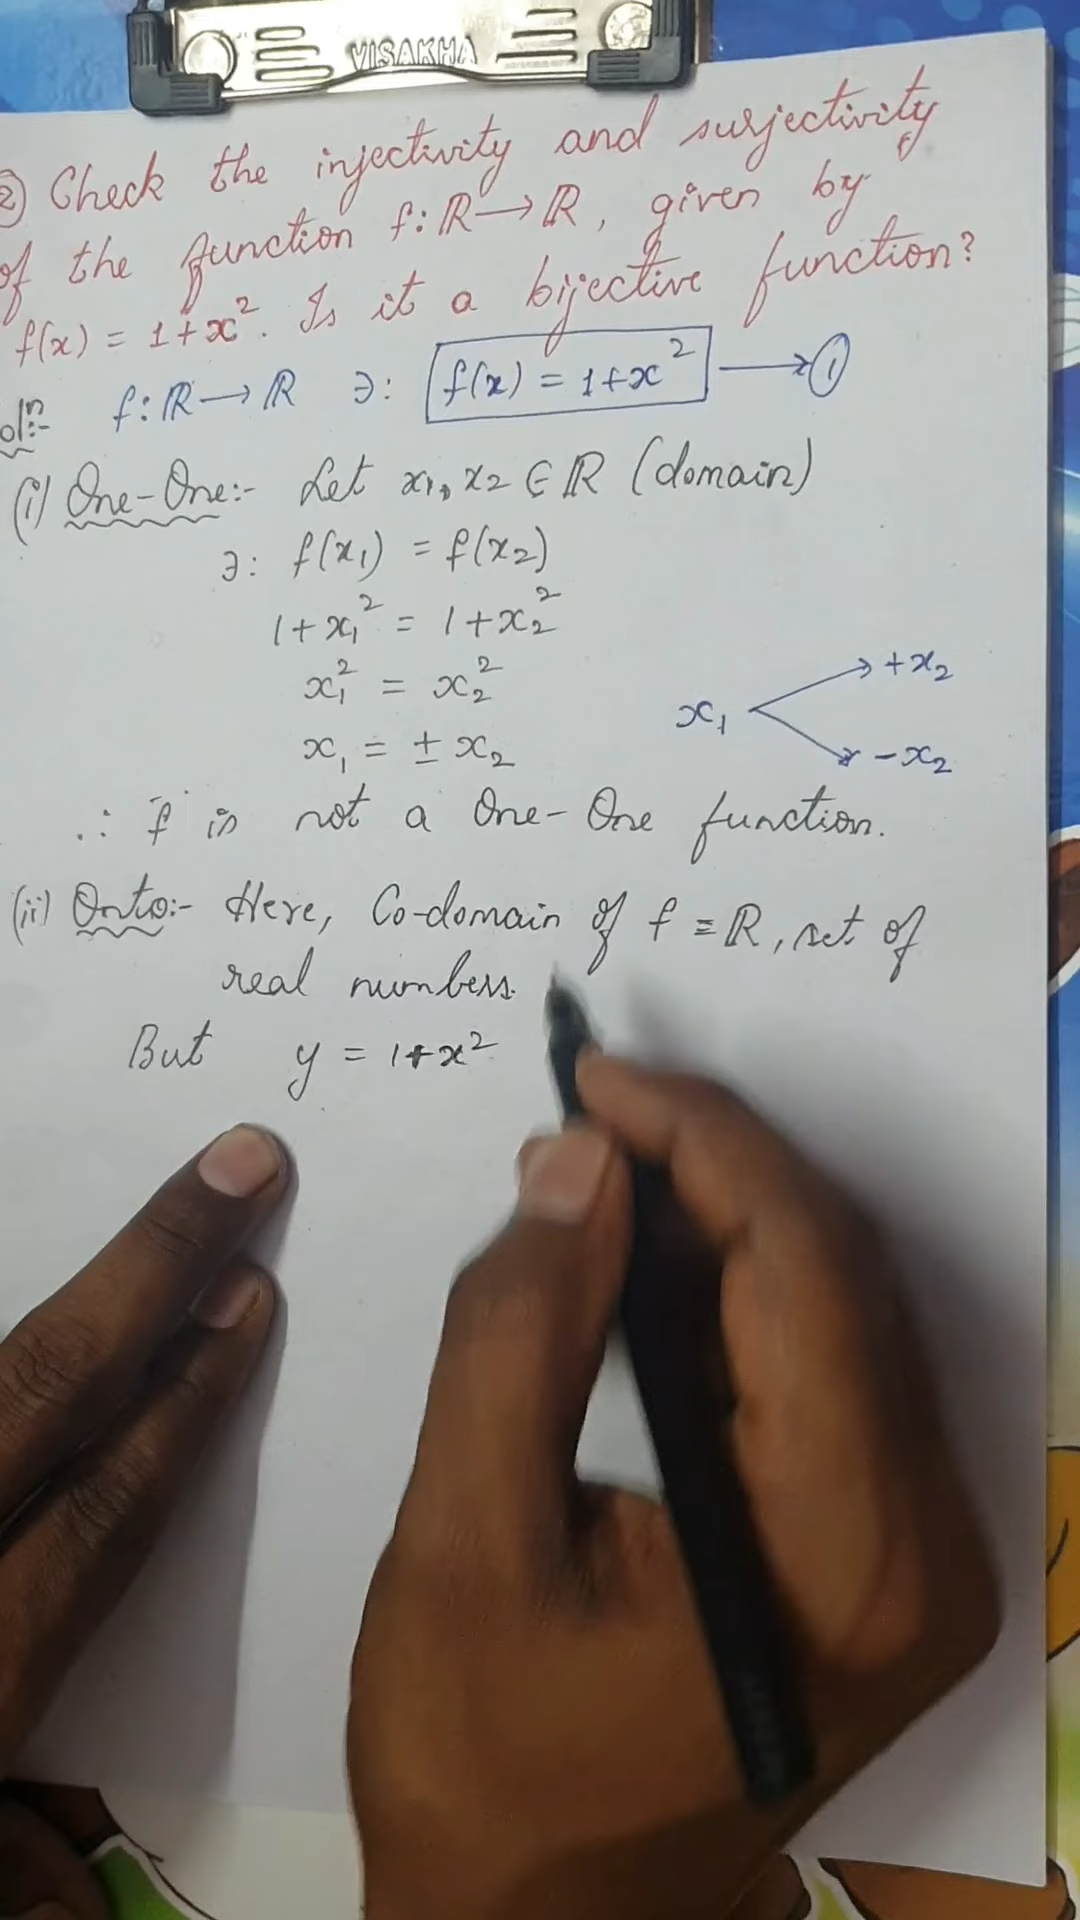 VISAKHA
② Check the injectivity and surjectivity
of the function f: ℝ → ℝ, given by
f(x) = 1 + x². Is it a bijective function?
olⁿ:- f: ℝ → ℝ ∋: f(x) = 1 + x² → ①
(i) One-One:- Let x₁, x₂ ∈ ℝ (domain)
∋: f(x₁) = f(x₂)
1 + x₁² = 1 + x₂²
x₁² = x₂²
x₁ = ± x₂
x₁ → + x₂
→ - x₂
∴ f is not a One-One function.
(ii) Onto:- Here, Co-domain of f = ℝ, set of
real numbers.
But y = 1 + x²